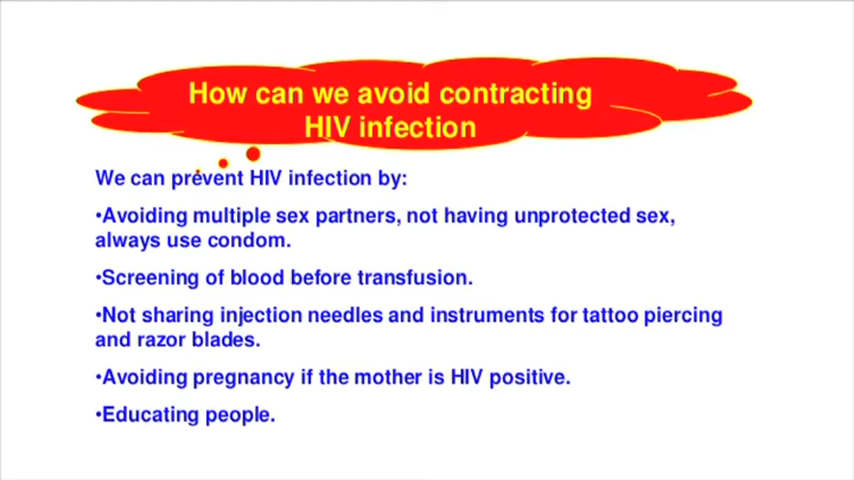 How can we avoid contracting
HIV infection
We can prevent HIV infection by:
•Avoiding multiple sex partners, not having unprotected sex,
always use condom.
•Screening of blood before transfusion.
•Not sharing injection needles and instruments for tattoo piercing
and razor blades.
•Avoiding pregnancy if the mother is HIV positive.
•Educating people.